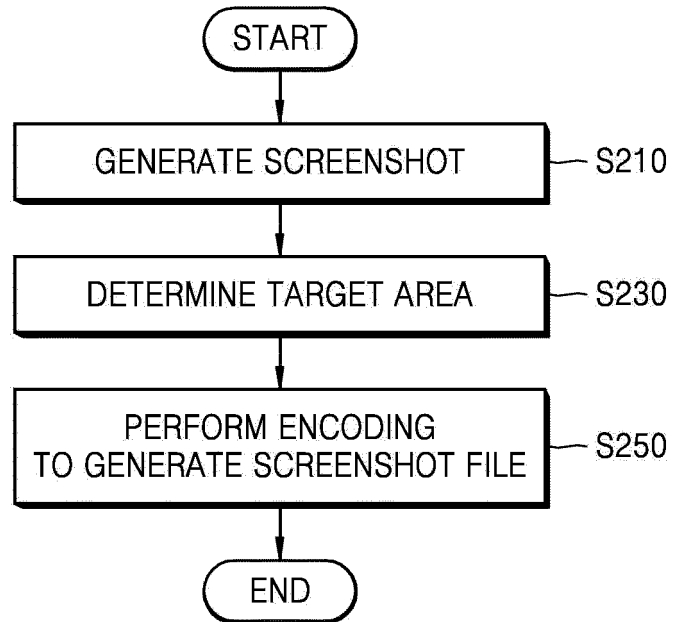 START
GENERATE SCREENSHOT
S210
DETERMINE TARGET AREA
S230
PERFORM ENCODING
TO GENERATE SCREENSHOT FILE
S250
END